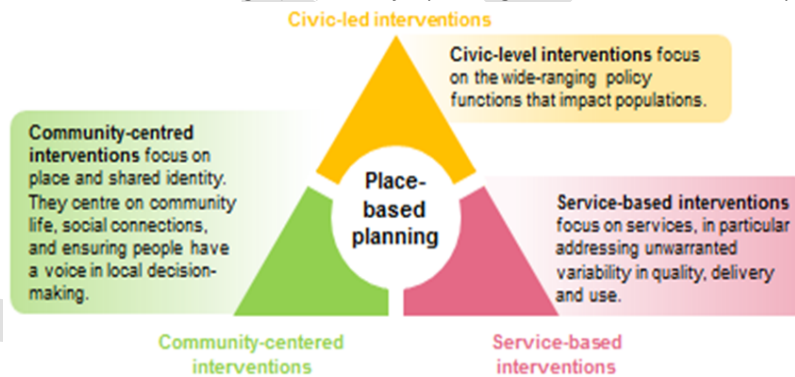 Civic-led interventions
Civic-level interventions focus
on the wide-ranging policy
functions that impact populations.
Community-centred
interventions focus on
place and shared identity.
They centre on community
life, social connections,
and ensuring people have
a voice in local decision-
making.
Place-
based
planning
Service-based interventions
focus on services, in particular
addressing unwarranted
variability in quality, delivery
and use.
Community-centered
interventions
Service-based
interventions